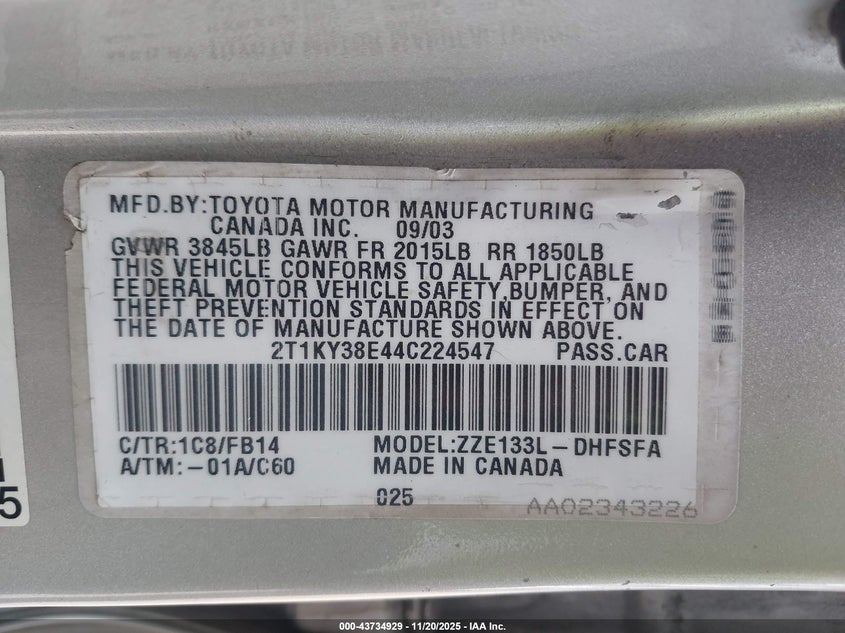 MFD.BY:TOYOTA MOTOR MANUFACTURING
CANADA INC. 09/03
GVWR 3845LB GAWR FR 2015LB RR 1850LB
THIS VEHICLE CONFORMS TO ALL APPLICABLE
FEDERAL MOTOR VEHICLE SAFETY,BUMPER, AND
THEFT PREVENTION STANDARDS IN EFFECT ON
THE DATE OF MANUFACTURE SHOWN ABOVE.
2T1KY38E44C224547 PASS.CAR
C/TR:1C8/FB14 MODEL:ZZE133L-DHFSFA
A/TM:-01A/C60 MADE IN CANADA
025
AA02343226
5
000-43734929 - 11/20/2025 - IAA Inc.